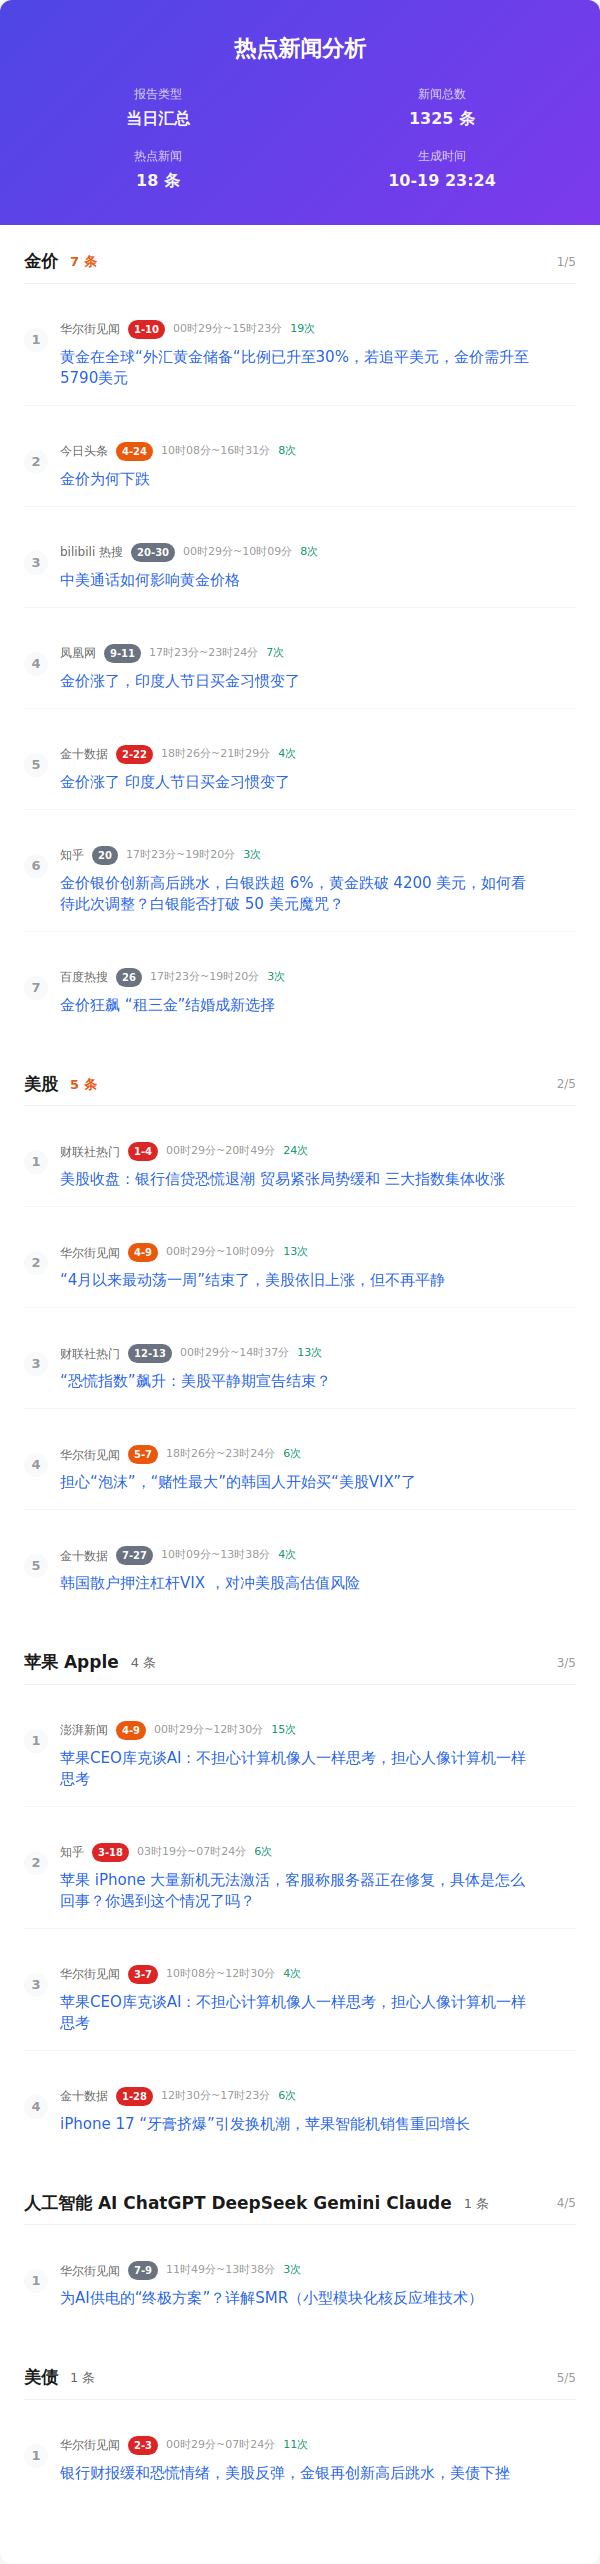 热点新闻分析
报告类型
当日汇总
新闻总数
1325 条
热点新闻
18 条
生成时间
10-19 23:24
金价 7 条 1/5
1
华尔街见闻 1-10 00时29分~15时23分 19次
黄金在全球“外汇黄金储备“比例已升至30%，若追平美元，金价需升至
5790美元
2
今日头条 4-24 10时08分~16时31分 8次
金价为何下跌
3
bilibili 热搜 20-30 00时29分~10时09分 8次
中美通话如何影响黄金价格
4
凤凰网 9-11 17时23分~23时24分 7次
金价涨了，印度人节日买金习惯变了
5
金十数据 2-22 18时26分~21时29分 4次
金价涨了 印度人节日买金习惯变了
6
知乎 20 17时23分~19时20分 3次
金价银价创新高后跳水，白银跌超 6%，黄金跌破 4200 美元，如何看
待此次调整？白银能否打破 50 美元魔咒？
7
百度热搜 26 17时23分~19时20分 3次
金价狂飙 “租三金”结婚成新选择
美股 5 条 2/5
1
财联社热门 1-4 00时29分~20时49分 24次
美股收盘：银行信贷恐慌退潮 贸易紧张局势缓和 三大指数集体收涨
2
华尔街见闻 4-9 00时29分~10时09分 13次
“4月以来最动荡一周”结束了，美股依旧上涨，但不再平静
3
财联社热门 12-13 00时29分~14时37分 13次
“恐慌指数”飙升：美股平静期宣告结束？
4
华尔街见闻 5-7 18时26分~23时24分 6次
担心“泡沫”，“赌性最大”的韩国人开始买“美股VIX”了
5
金十数据 7-27 10时09分~13时38分 4次
韩国散户押注杠杆VIX ，对冲美股高估值风险
苹果 Apple 4 条 3/5
1
澎湃新闻 4-9 00时29分~12时30分 15次
苹果CEO库克谈AI：不担心计算机像人一样思考，担心人像计算机一样
思考
2
知乎 3-18 03时19分~07时24分 6次
苹果 iPhone 大量新机无法激活，客服称服务器正在修复，具体是怎么
回事？你遇到这个情况了吗？
3
华尔街见闻 3-7 10时08分~12时30分 4次
苹果CEO库克谈AI：不担心计算机像人一样思考，担心人像计算机一样
思考
4
金十数据 1-28 12时30分~17时23分 6次
iPhone 17 “牙膏挤爆”引发换机潮，苹果智能机销售重回增长
人工智能 AI ChatGPT DeepSeek Gemini Claude 1 条 4/5
1
华尔街见闻 7-9 11时49分~13时38分 3次
为AI供电的“终极方案”？详解SMR（小型模块化核反应堆技术）
美债 1 条 5/5
1
华尔街见闻 2-3 00时29分~07时24分 11次
银行财报缓和恐慌情绪，美股反弹，金银再创新高后跳水，美债下挫